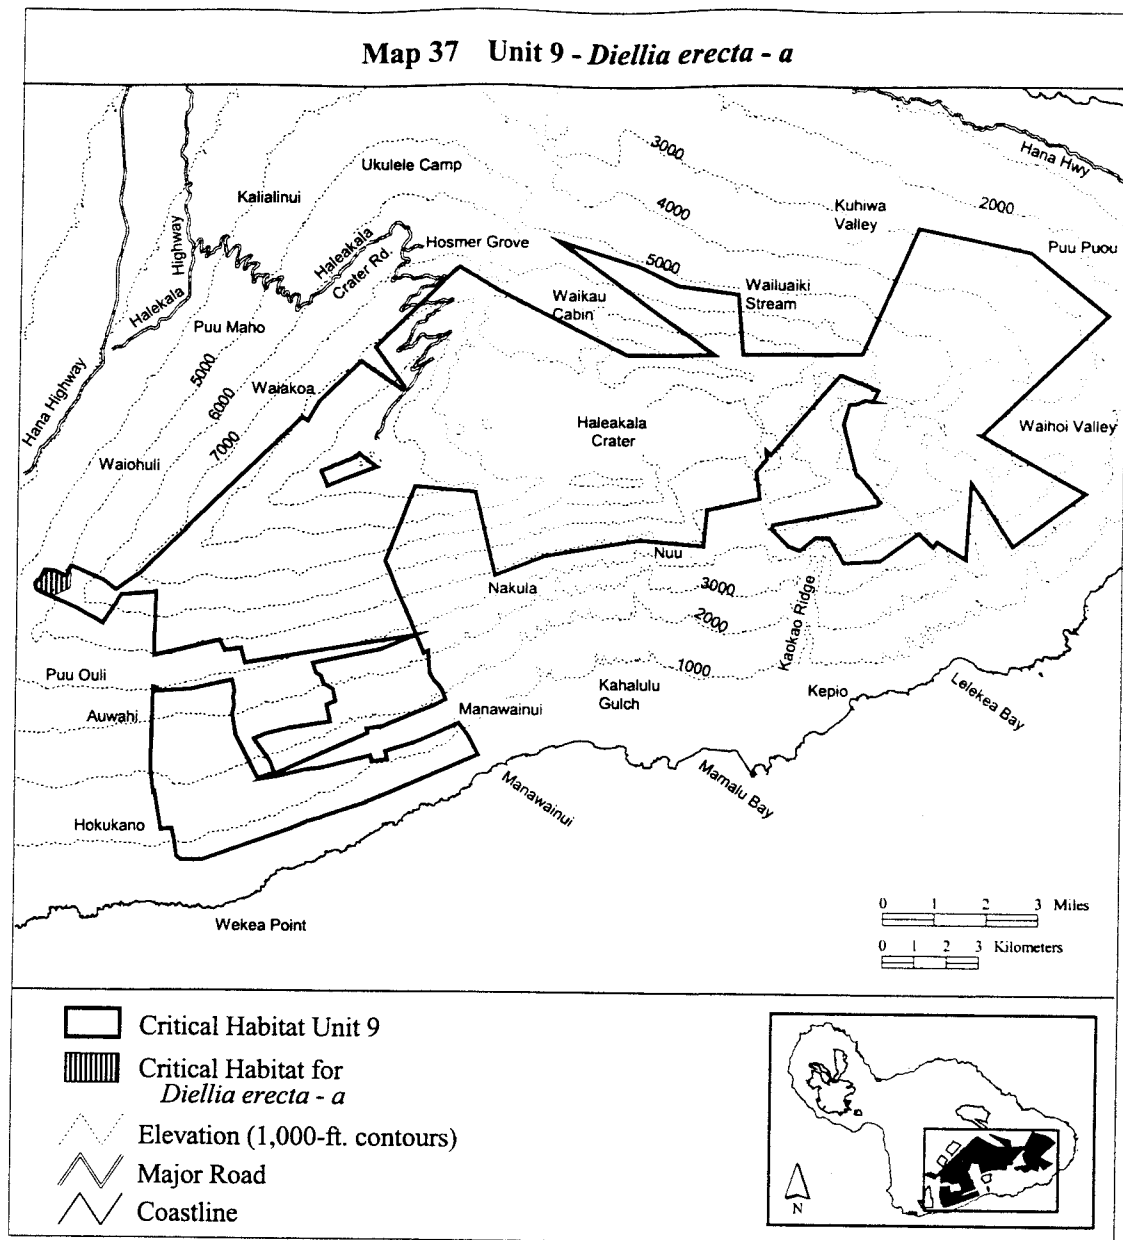 Map 37 Unit 9 - Diellia erecta - a
Hana Hwy
3000
Ukulele Camp
Kalialinui
4000
Kuhiwa
Valley
2000
Highway
Haleakala
Crater Rd.
Hosmer Grove
Puu Puou
5000
Wailuaiki
Stream
Waikau
Cabin
Halekala
Puu Maho
5000
Waiakoa
6000
Hana Highway
7000
Haleakala
Crater
Waihoi Valley
Waiohuli
Nuu
Nakula
3000
2000
Kaokao Ridge
1000
Puu Ouli
Kahalulu
Gulch
Kepio
Lelekea Bay
Auwahi
Manawainui
Mamalu Bay
Manawainui
Hokukano
Wekea Point
0 1 2 3 Miles
0 1 2 3 Kilometers
Critical Habitat Unit 9
Critical Habitat for
Diellia erecta - a
Elevation (1,000-ft. contours)
Major Road
Coastline
N